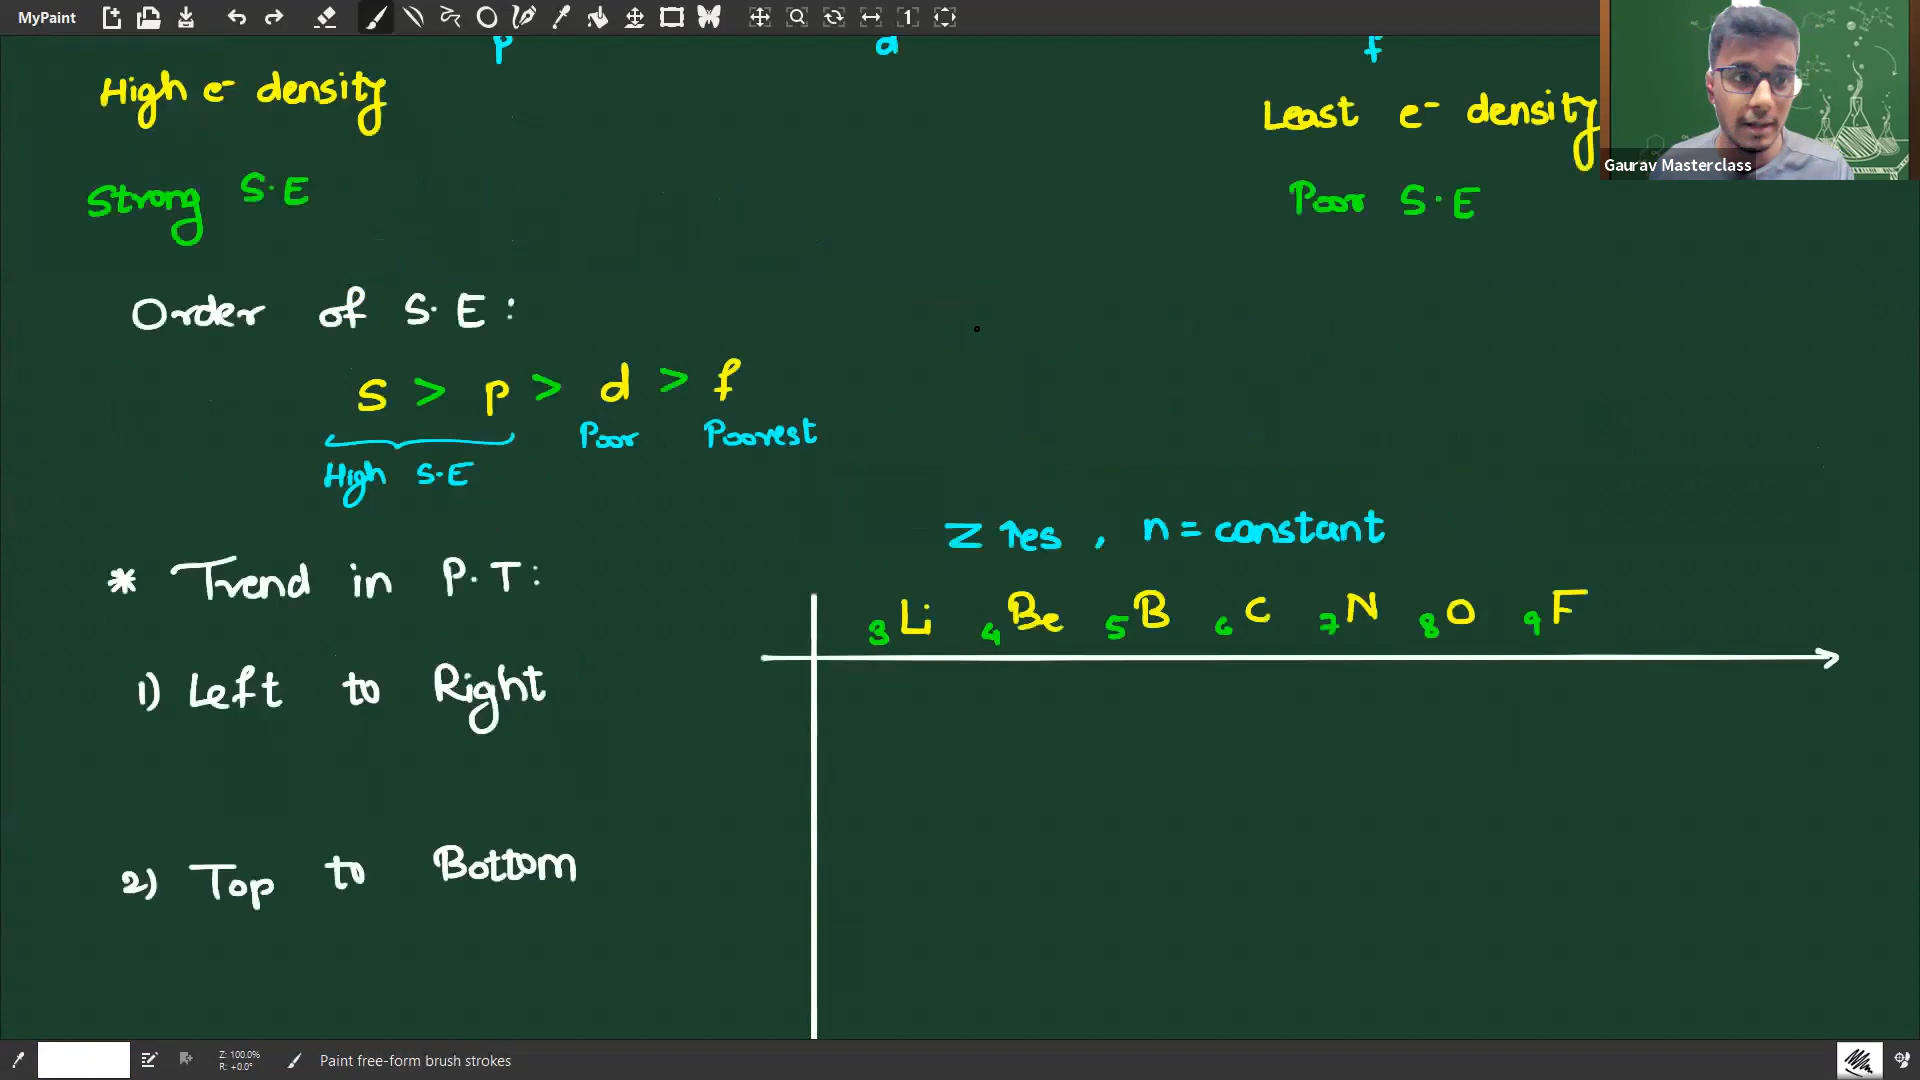 MyPaint
p d f
High e⁻ density
Least e⁻ density
Gaurav Masterclass
Strong S.E
Poor S.E
Order of S.E:
s > p > d > f
Poor Poorest
High S.E
Z ↑es , n = constant
* Trend in P.T:
₃Li ₄Be ₅B ₆C ₇N ₈O ₉F
1) Left to Right
2) Top to Bottom
Z: 100.0%
R: +0.0°
Paint free-form brush strokes